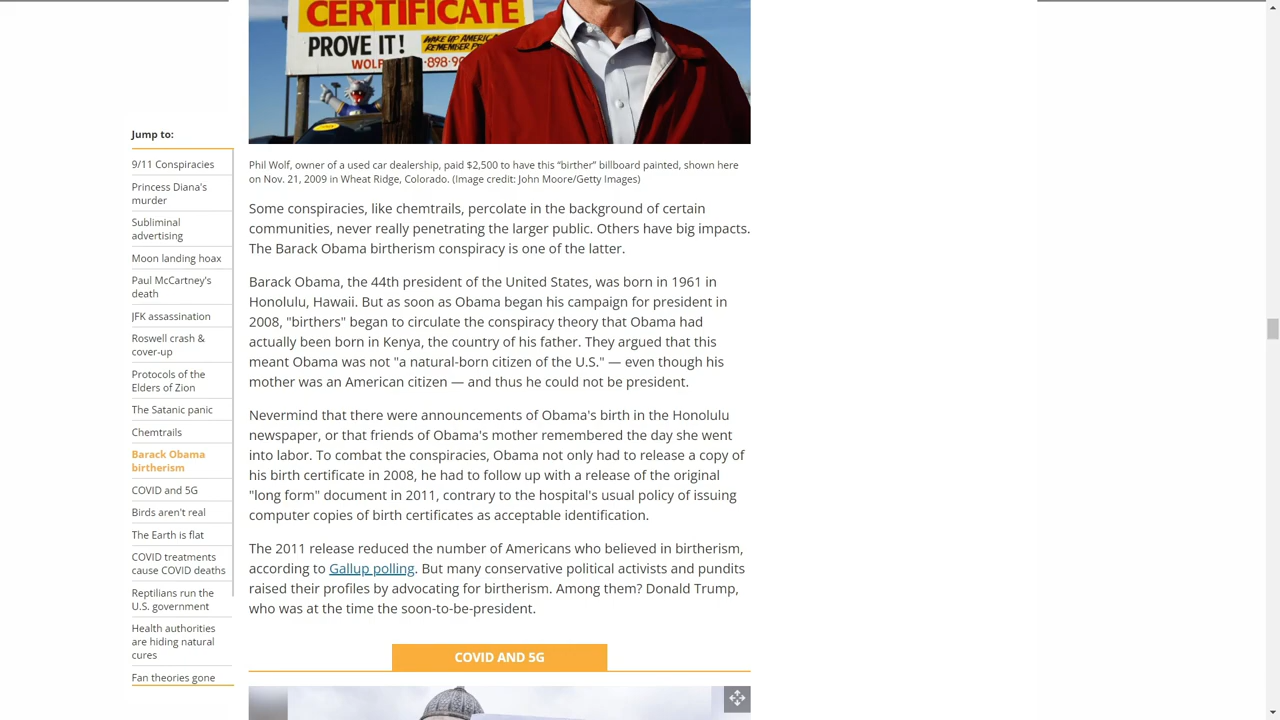 CERTIFICATE
PROVE IT!
WAKE UP AMERICA
WOLF
-898-90
Jump to:
9/11 Conspiracies
Princess Diana's
murder
Subliminal
advertising
Moon landing hoax
Paul McCartney's
death
JFK assassination
Roswell crash &
cover-up
Protocols of the
Elders of Zion
The Satanic panic
Chemtrails
Barack Obama
birtherism
COVID and 5G
Birds aren't real
The Earth is flat
COVID treatments
cause COVID deaths
Reptilians run the
U.S. government
Health authorities
are hiding natural
cures
Fan theories gone
Phil Wolf, owner of a used car dealership, paid $2,500 to have this “birther” billboard painted, shown here
on Nov. 21, 2009 in Wheat Ridge, Colorado. (Image credit: John Moore/Getty Images)
Some conspiracies, like chemtrails, percolate in the background of certain
communities, never really penetrating the larger public. Others have big impacts.
The Barack Obama birtherism conspiracy is one of the latter.
Barack Obama, the 44th president of the United States, was born in 1961 in
Honolulu, Hawaii. But as soon as Obama began his campaign for president in
2008, "birthers" began to circulate the conspiracy theory that Obama had
actually been born in Kenya, the country of his father. They argued that this
meant Obama was not "a natural-born citizen of the U.S." — even though his
mother was an American citizen — and thus he could not be president.
Nevermind that there were announcements of Obama's birth in the Honolulu
newspaper, or that friends of Obama's mother remembered the day she went
into labor. To combat the conspiracies, Obama not only had to release a copy of
his birth certificate in 2008, he had to follow up with a release of the original
"long form" document in 2011, contrary to the hospital's usual policy of issuing
computer copies of birth certificates as acceptable identification.
The 2011 release reduced the number of Americans who believed in birtherism,
according to Gallup polling. But many conservative political activists and pundits
raised their profiles by advocating for birtherism. Among them? Donald Trump,
who was at the time the soon-to-be-president.
COVID AND 5G